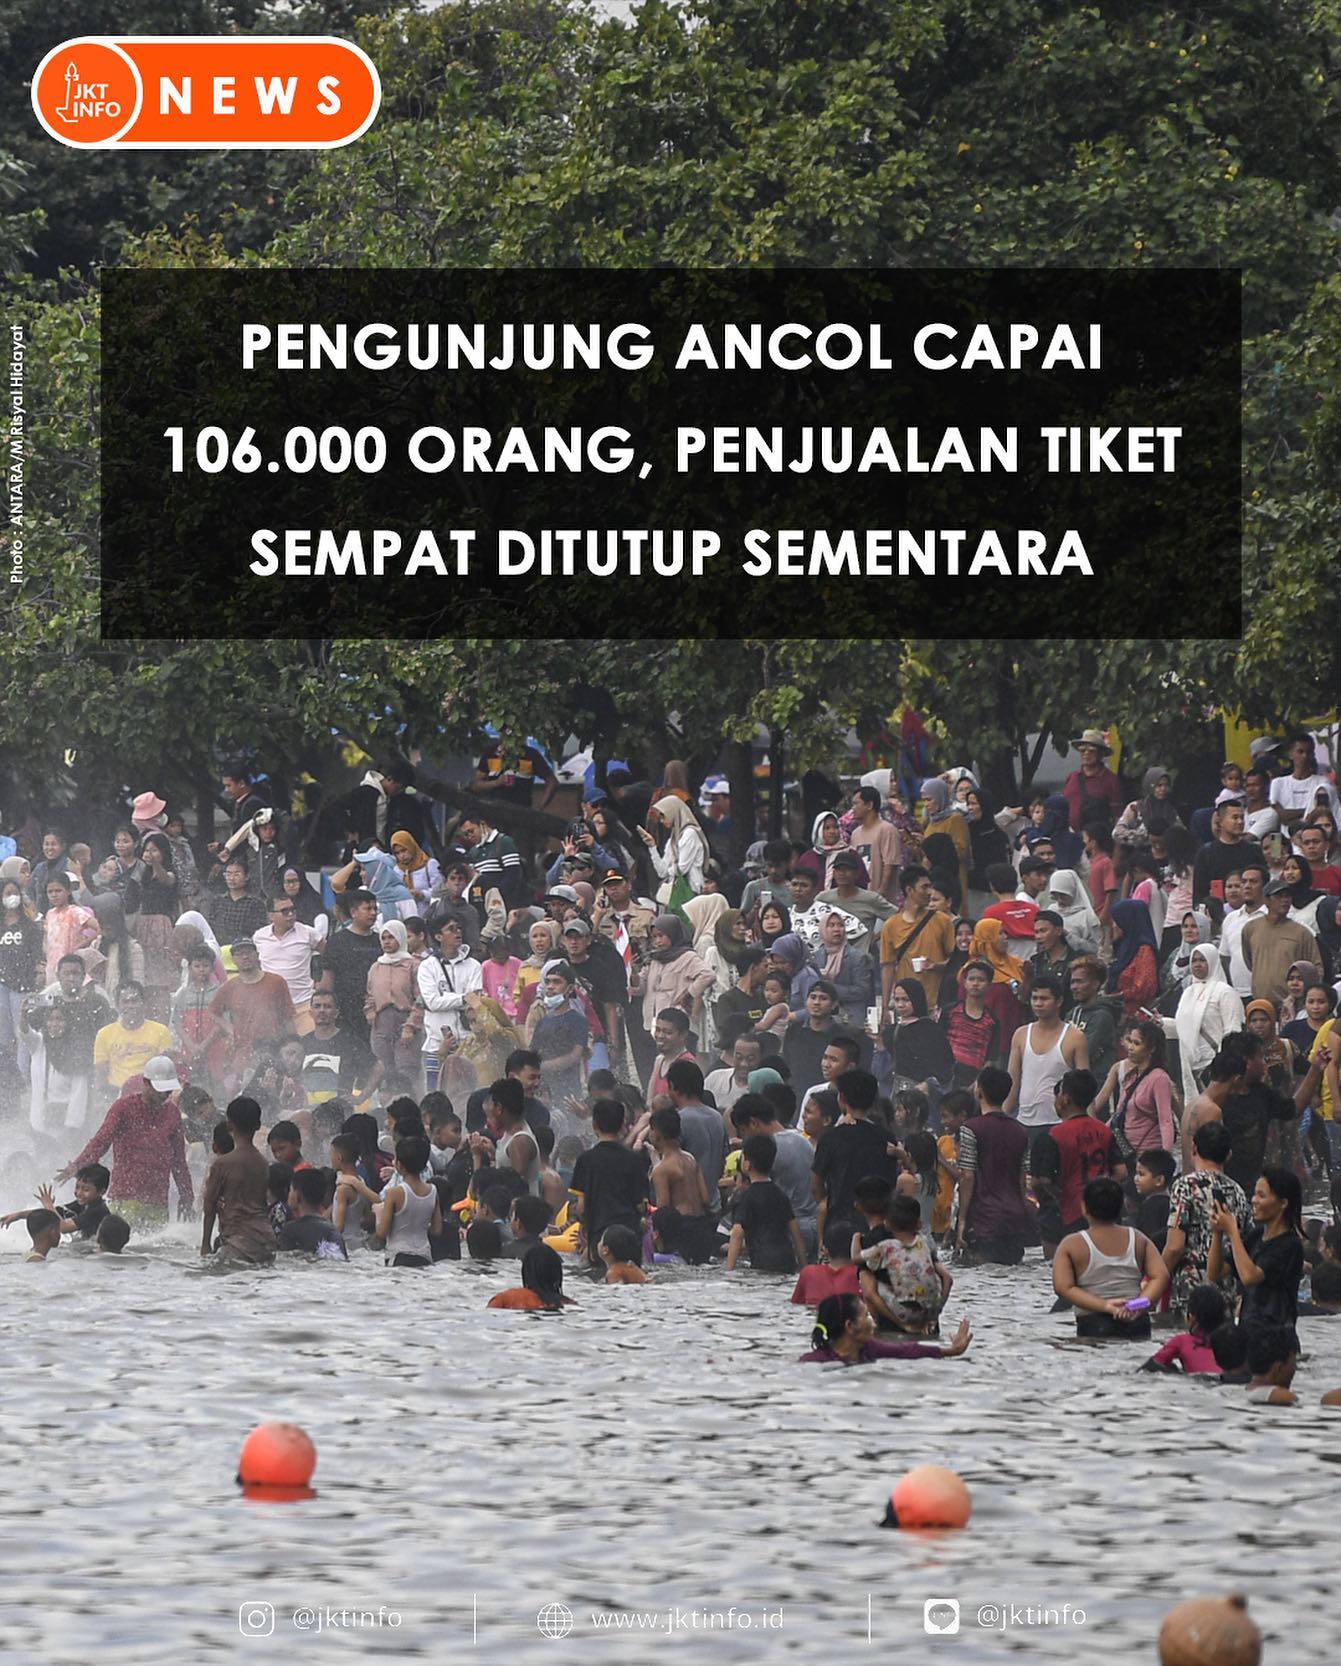 JKT
INFO
NEWS
PENGUNJUNG ANCOL CAPAI
106.000 ORANG, PENJUALAN TIKET
SEMPAT DITUTUP SEMENTARA
Photo : ANTARA/M Risyal Hidayat
@jktinfo
www.jktinfo.id
@jktinfo